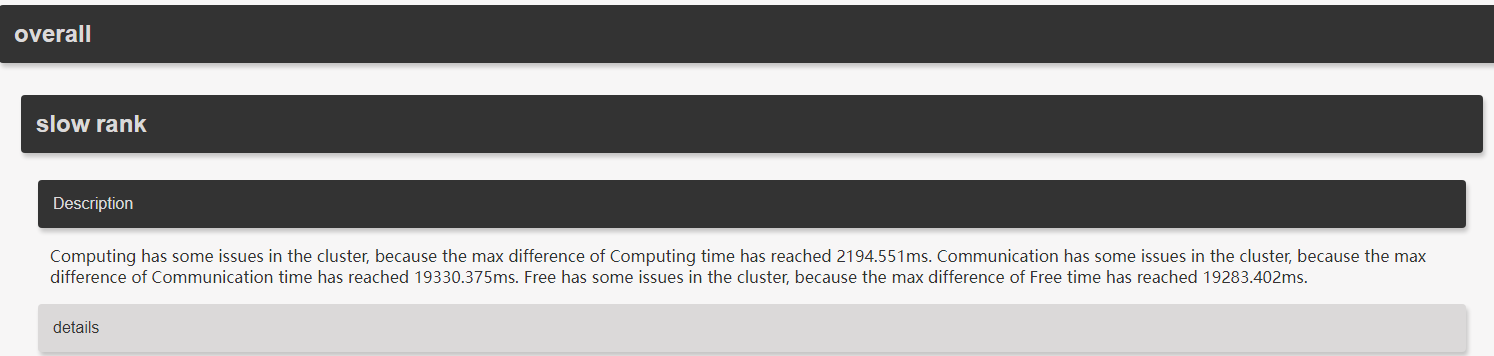 overall
slow rank
Description
Computing has some issues in the cluster, because the max difference of Computing time has reached 2194.551ms. Communication has some issues in the cluster, because the max
difference of Communication time has reached 19330.375ms. Free has some issues in the cluster, because the max difference of Free time has reached 19283.402ms.
details